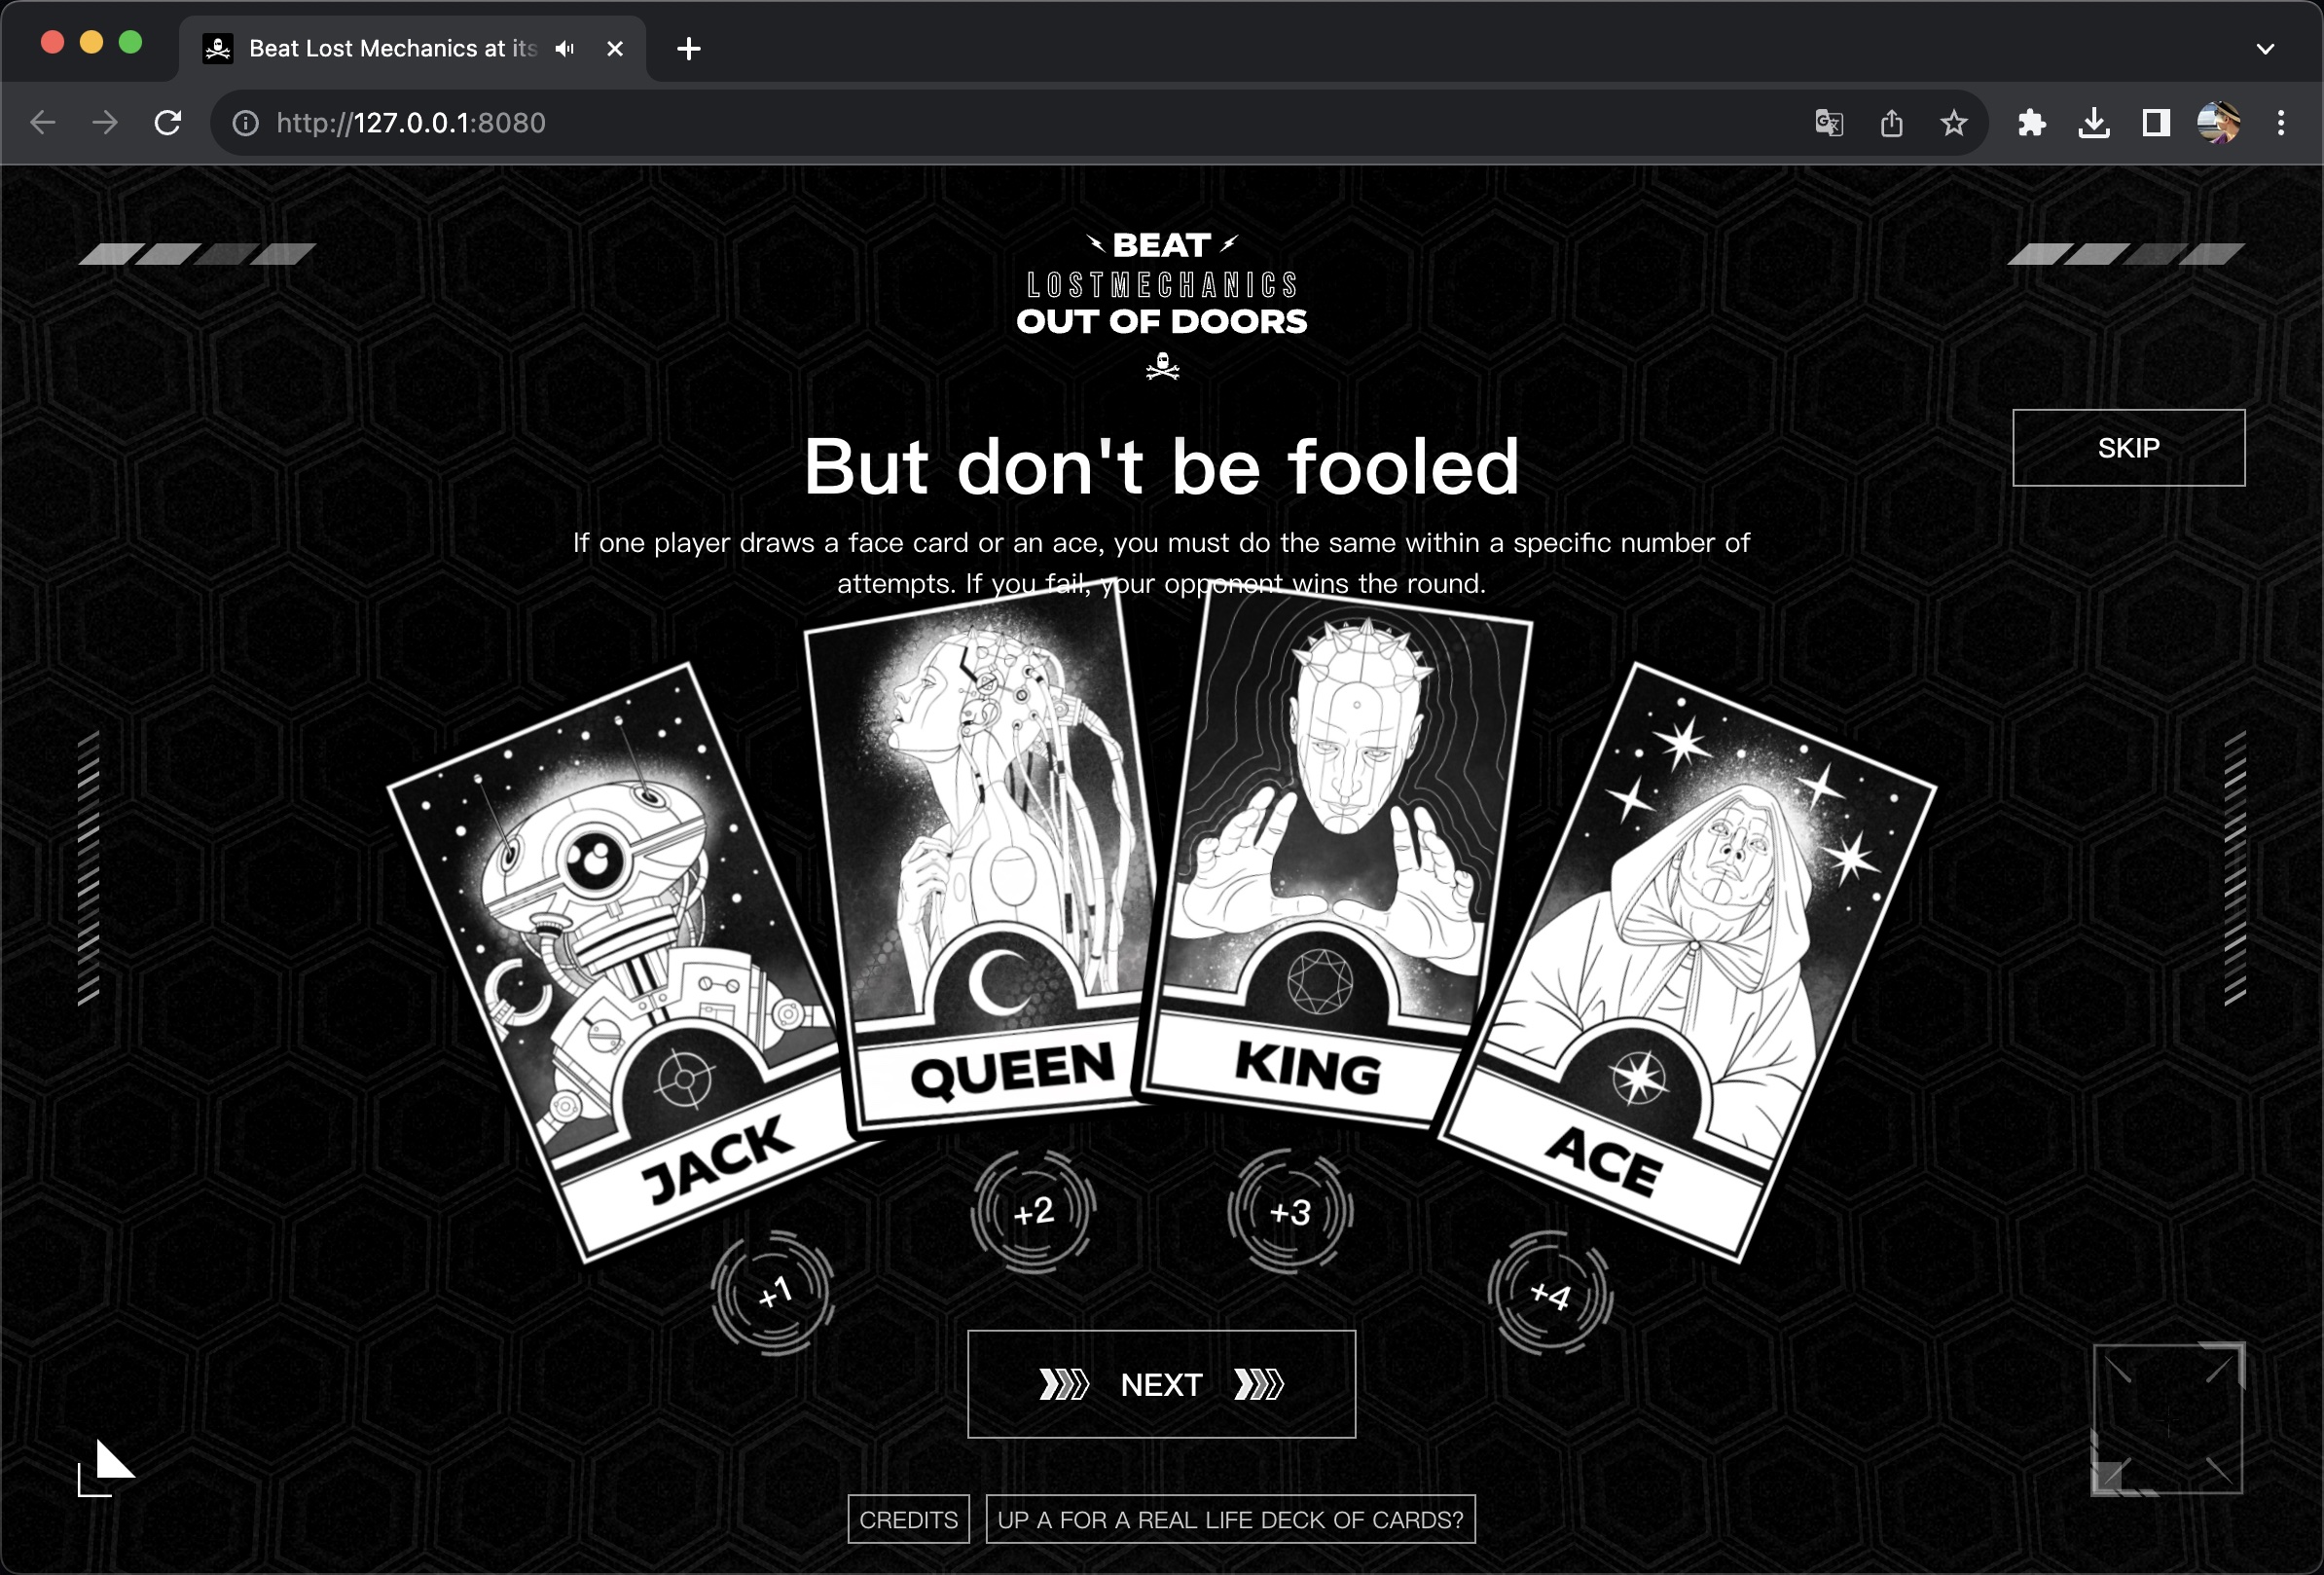 Beat Lost Mechanics at its
http://127.0.0.1:8080
BEAT
LOSTMECHANICS
OUT OF DOORS
SKIP
But don't be fooled
If one player draws a face card or an ace, you must do the same within a specific number of
attempts. If you fail, your opponent wins the round.
JACK
QUEEN
KING
ACE
+1
+2
+3
+4
NEXT
CREDITS
UP A FOR A REAL LIFE DECK OF CARDS?